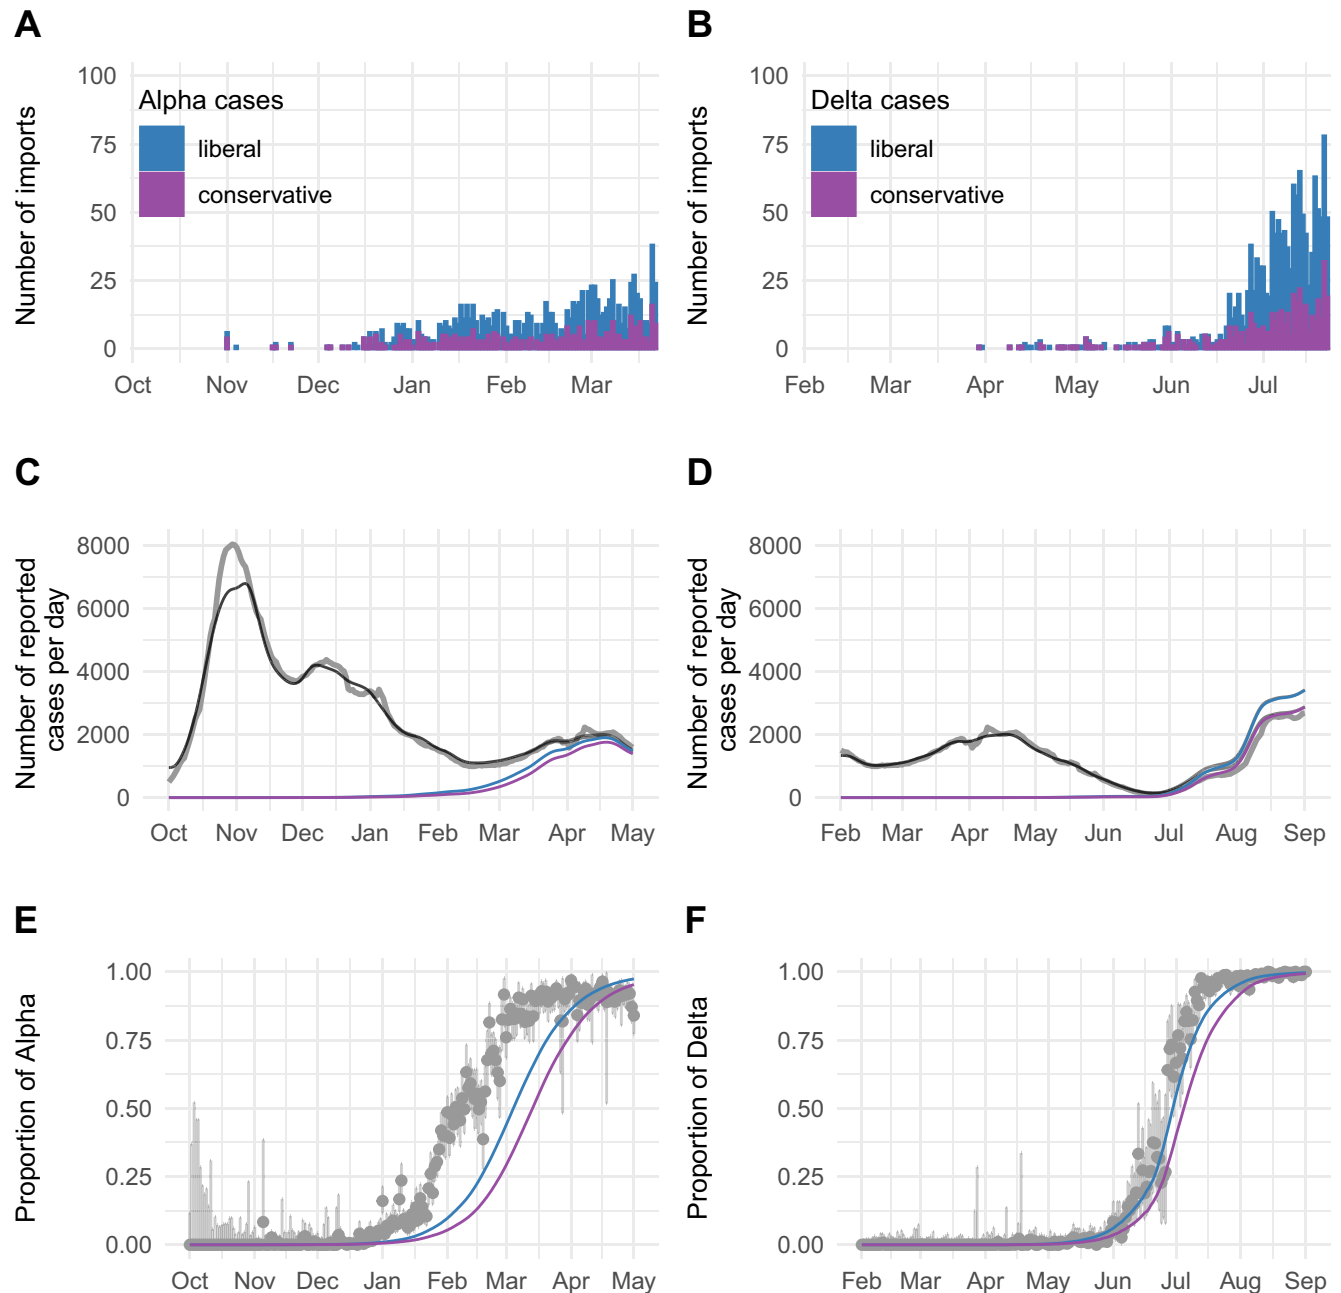 A
Number of imports
100
75
50
25
0
Alpha cases
liberal
conservative
Oct Nov Dec Jan Feb Mar
B
Number of imports
100
75
50
25
0
Delta cases
liberal
conservative
Feb Mar Apr May Jun Jul
C
Number of reported
cases per day
8000
6000
4000
2000
0
Oct Nov Dec Jan Feb Mar Apr May
D
Number of reported
cases per day
8000
6000
4000
2000
0
Feb Mar Apr May Jun Jul Aug Sep
E
Proportion of Alpha
1.00
0.75
0.50
0.25
0.00
Oct Nov Dec Jan Feb Mar Apr May
F
Proportion of Delta
1.00
0.75
0.50
0.25
0.00
Feb Mar Apr May Jun Jul Aug Sep